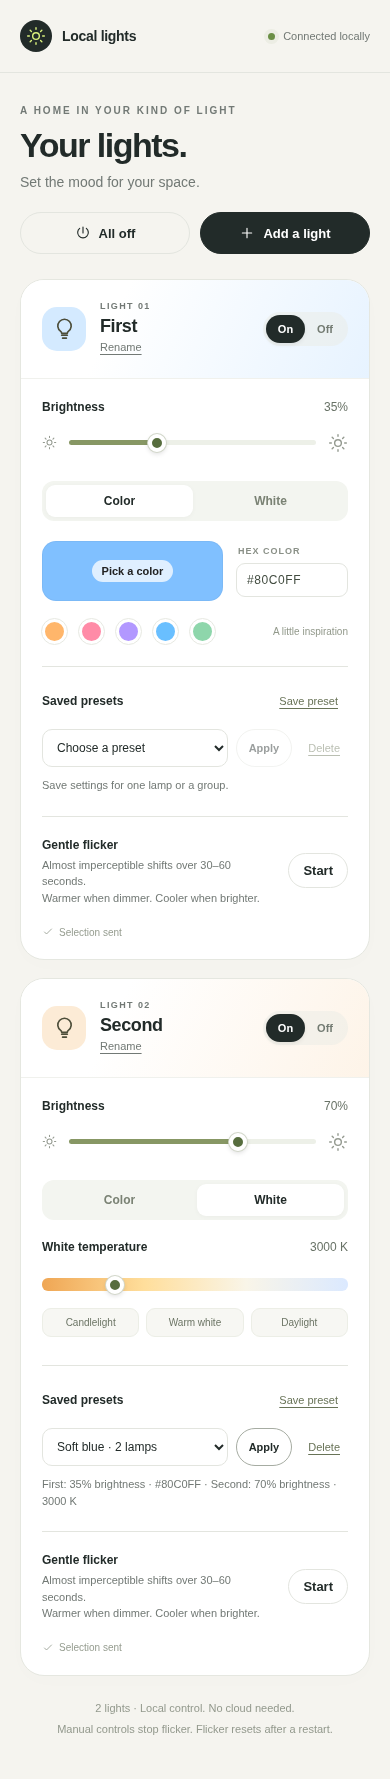 Local lights
Connected locally
A HOME IN YOUR KIND OF LIGHT
Your lights.
Set the mood for your space.
All off
Add a light
LIGHT 01
First
Rename
On Off
Brightness 35%
Color White
Pick a color
HEX COLOR
#80C0FF
A little inspiration
Saved presets Save preset
Choose a preset Apply Delete
Save settings for one lamp or a group.
Gentle flicker
Almost imperceptible shifts over 30–60
seconds.
Warmer when dimmer. Cooler when brighter.
Start
Selection sent
LIGHT 02
Second
Rename
On Off
Brightness 70%
Color White
White temperature 3000 K
Candlelight Warm white Daylight
Saved presets Save preset
Soft blue · 2 lamps Apply Delete
First: 35% brightness · #80C0FF · Second: 70% brightness ·
3000 K
Gentle flicker
Almost imperceptible shifts over 30–60
seconds.
Warmer when dimmer. Cooler when brighter.
Start
Selection sent
2 lights · Local control. No cloud needed.
Manual controls stop flicker. Flicker resets after a restart.